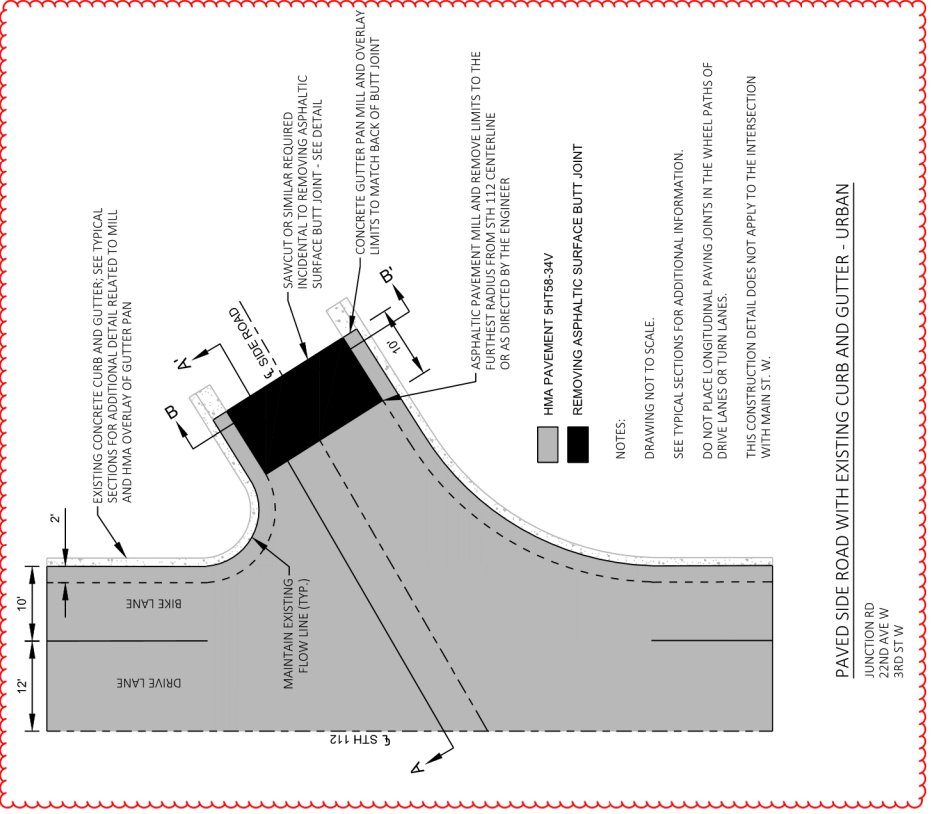 EXISTING CONCRETE CURB AND GUTTER; SEE TYPICAL
SECTIONS FOR ADDITIONAL DETAIL RELATED TO MILL
AND HMA OVERLAY OF GUTTER PAN
2'
10'
12'
BIKE LANE
DRIVE LANE
MAINTAIN EXISTING
FLOW LINE (TYP.)
℄ STH 112
A
A'
B
B'
℄ SIDE ROAD
10'
SAWCUT OR SIMILAR REQUIRED
INCIDENTAL TO REMOVING ASPHALTIC
SURFACE BUTT JOINT - SEE DETAIL
CONCRETE GUTTER PAN MILL AND OVERLAY
LIMITS TO MATCH BACK OF BUTT JOINT
ASPHALTIC PAVEMENT MILL AND REMOVE LIMITS TO THE
FURTHEST RADIUS FROM STH 112 CENTERLINE
OR AS DIRECTED BY THE ENGINEER
HMA PAVEMENT 5HT58-34V
REMOVING ASPHALTIC SURFACE BUTT JOINT
NOTES:
DRAWING NOT TO SCALE.
SEE TYPICAL SECTIONS FOR ADDITIONAL INFORMATION.
DO NOT PLACE LONGITUDINAL PAVING JOINTS IN THE WHEEL PATHS OF
DRIVE LANES OR TURN LANES.
THIS CONSTRUCTION DETAIL DOES NOT APPLY TO THE INTERSECTION
WITH MAIN ST. W.
PAVED SIDE ROAD WITH EXISTING CURB AND GUTTER - URBAN
JUNCTION RD
22ND AVE W
3RD ST W